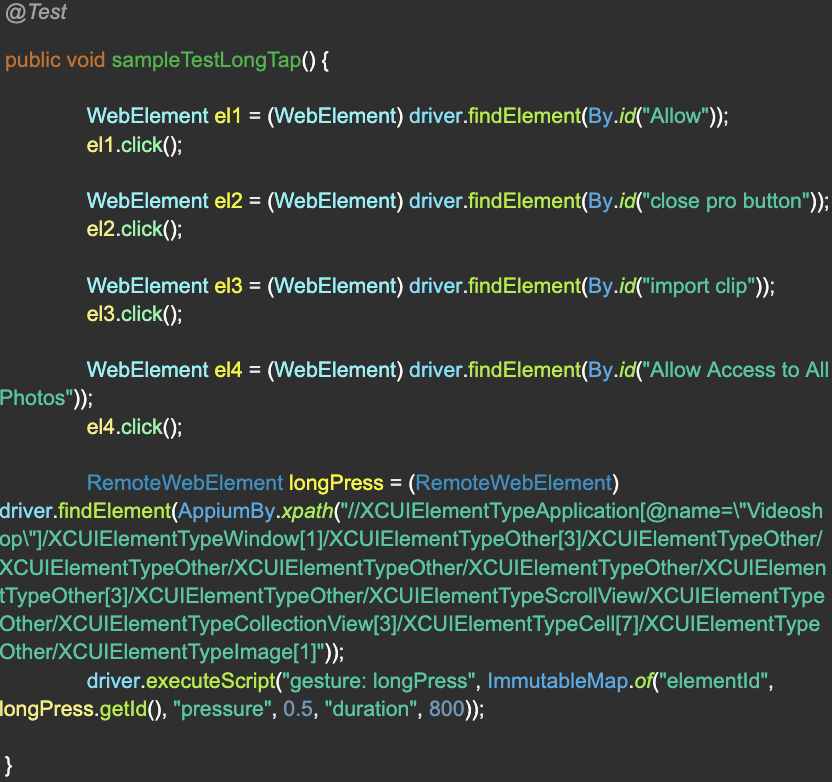 @Test
public void sampleTestLongTap() {
WebElement el1 = (WebElement) driver.findElement(By.id("Allow"));
el1.click();
WebElement el2 = (WebElement) driver.findElement(By.id("close pro button"));
el2.click();
WebElement el3 = (WebElement) driver.findElement(By.id("import clip"));
el3.click();
WebElement el4 = (WebElement) driver.findElement(By.id("Allow Access to All
Photos"));
el4.click();
RemoteWebElement longPress = (RemoteWebElement)
driver.findElement(AppiumBy.xpath("//XCUIElementTypeApplication[@name=\"Videosh
op\"]/XCUIElementTypeWindow[1]/XCUIElementTypeOther[3]/XCUIElementTypeOther/
XCUIElementTypeOther/XCUIElementTypeOther/XCUIElementTypeOther/XCUIElemen
tTypeOther[3]/XCUIElementTypeOther/XCUIElementTypeScrollView/XCUIElementType
Other/XCUIElementTypeCollectionView[3]/XCUIElementTypeCell[7]/XCUIElementType
Other/XCUIElementTypeImage[1]"));
driver.executeScript("gesture: longPress", ImmutableMap.of("elementId",
longPress.getId(), "pressure", 0.5, "duration", 800));
}